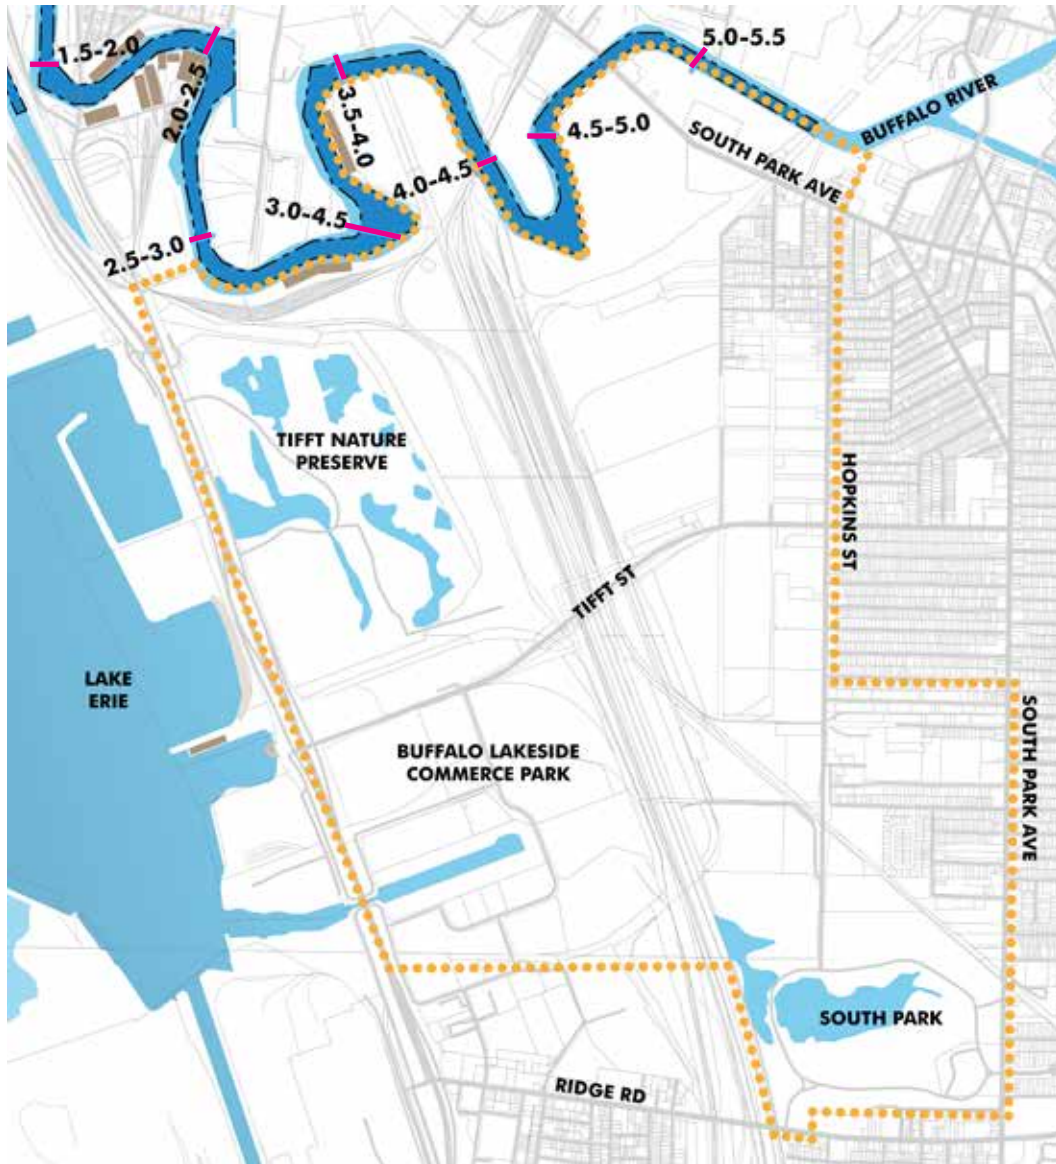 1.5-2.0
5.0-5.5
2.0-2.5
3.5-4.0
4.5-5.0
BUFFALO RIVER
SOUTH PARK AVE
4.0-4.5
3.0-4.5
2.5-3.0
TIFFT NATURE
PRESERVE
HOPKINS ST
TIFFT ST
LAKE
ERIE
BUFFALO LAKESIDE
COMMERCE PARK
SOUTH PARK AVE
SOUTH PARK
RIDGE RD